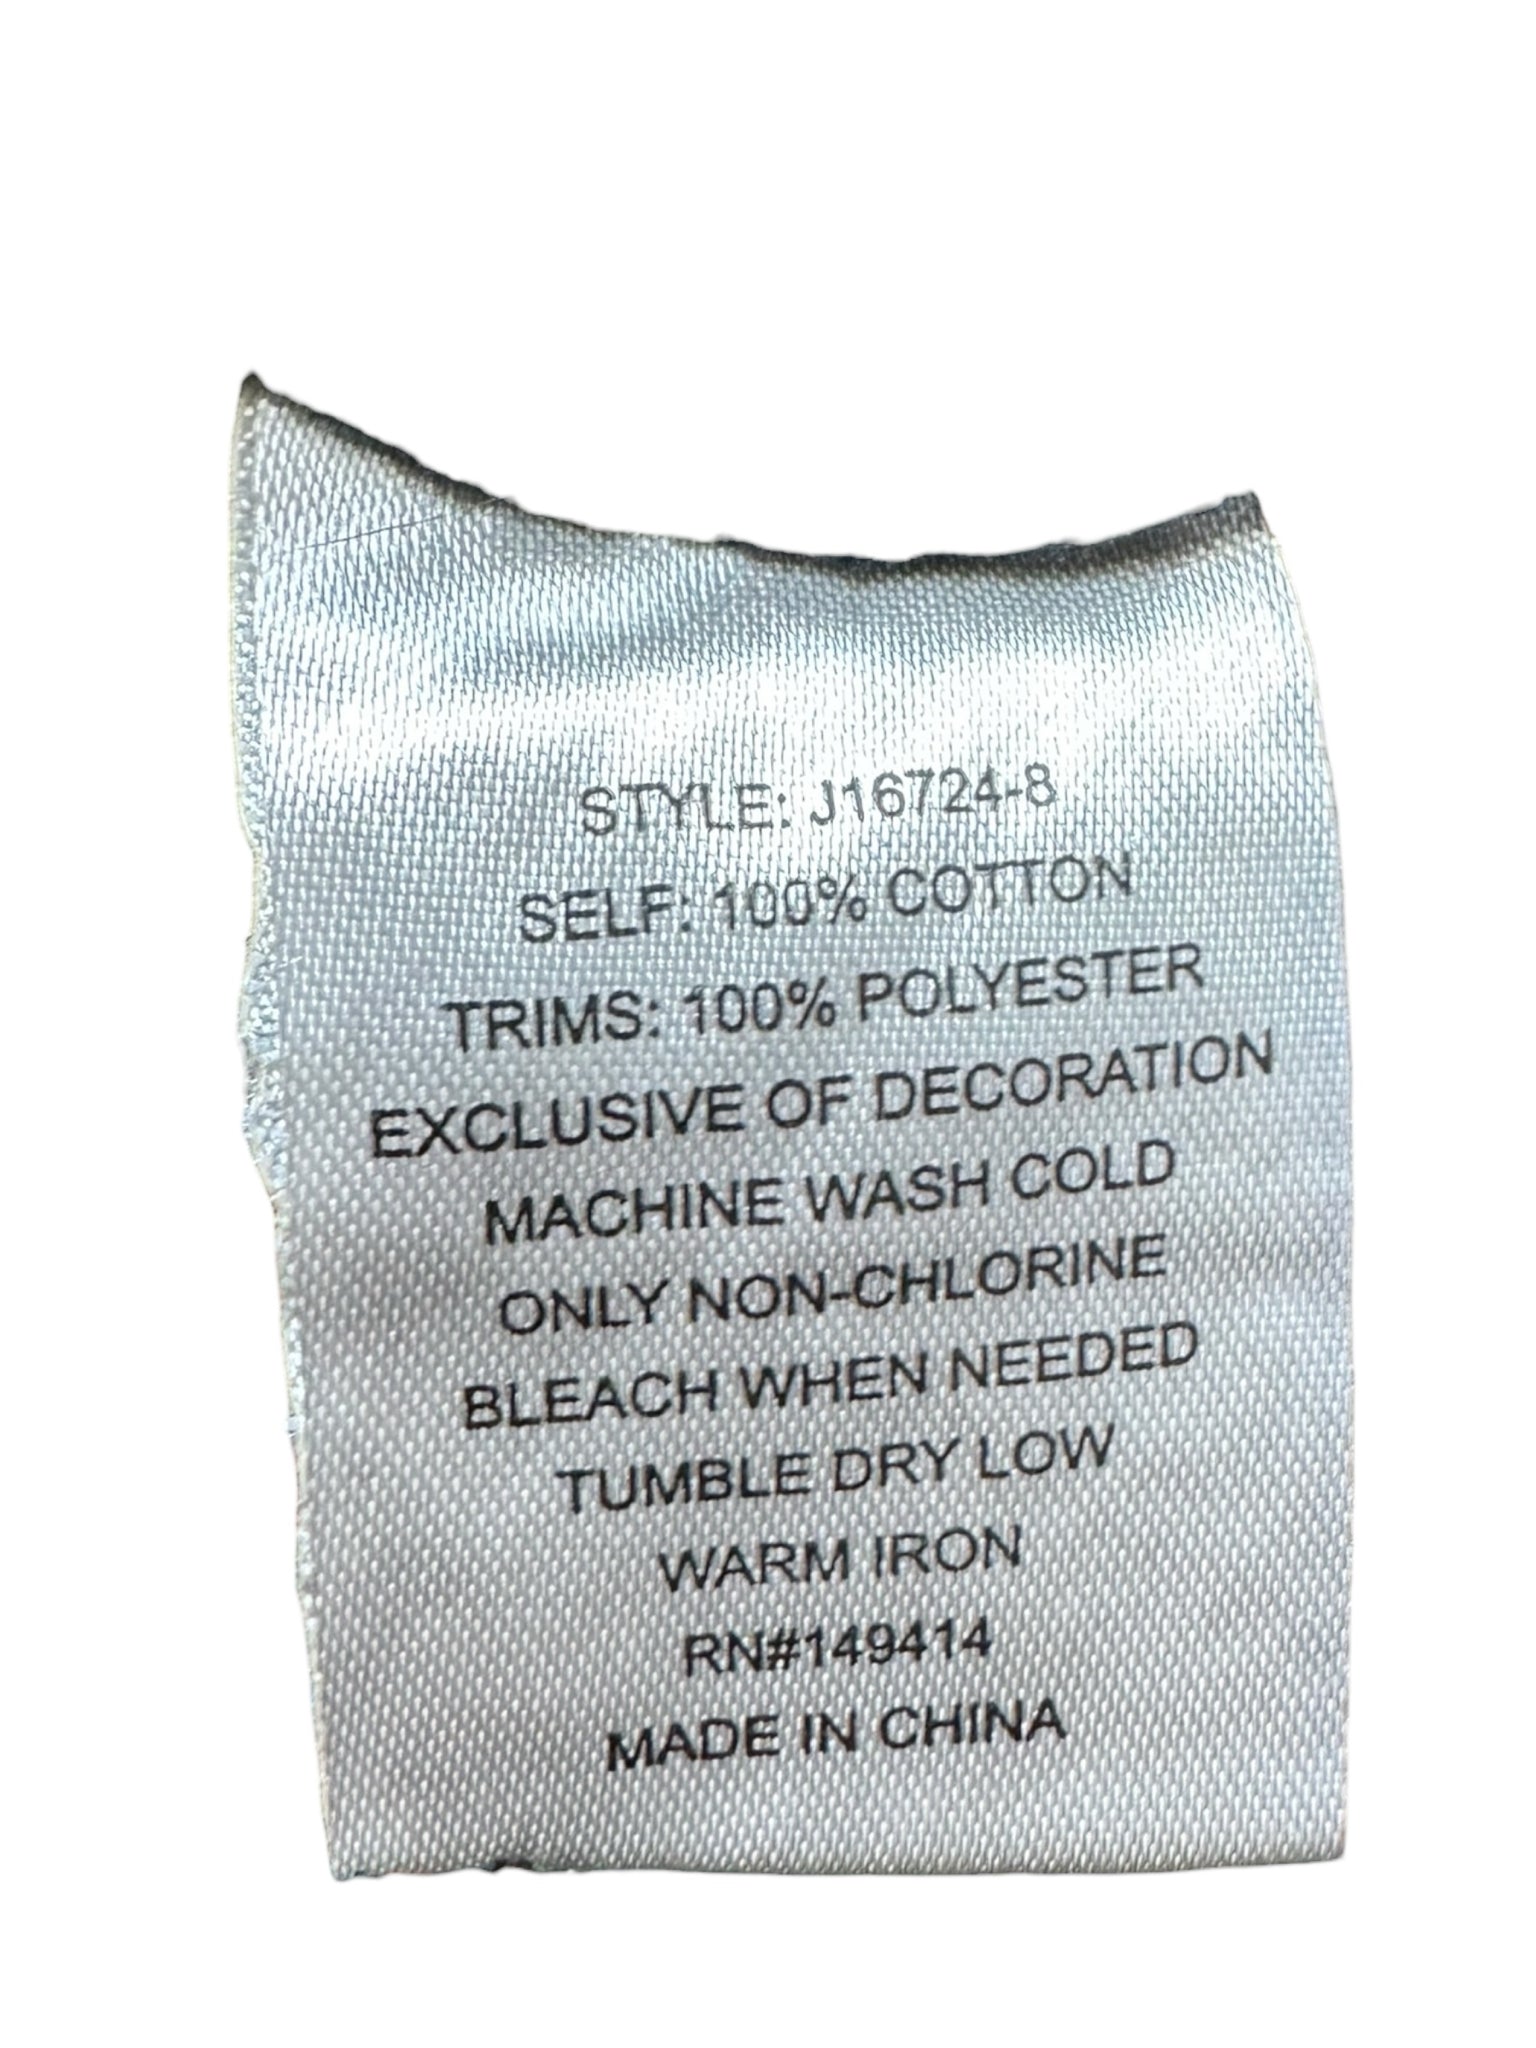 STYLE: J16724-8
SELF: 100% COTTON
TRIMS: 100% POLYESTER
EXCLUSIVE OF DECORATION
MACHINE WASH COLD
ONLY NON-CHLORINE
BLEACH WHEN NEEDED
TUMBLE DRY LOW
WARM IRON
RN#149414
MADE IN CHINA